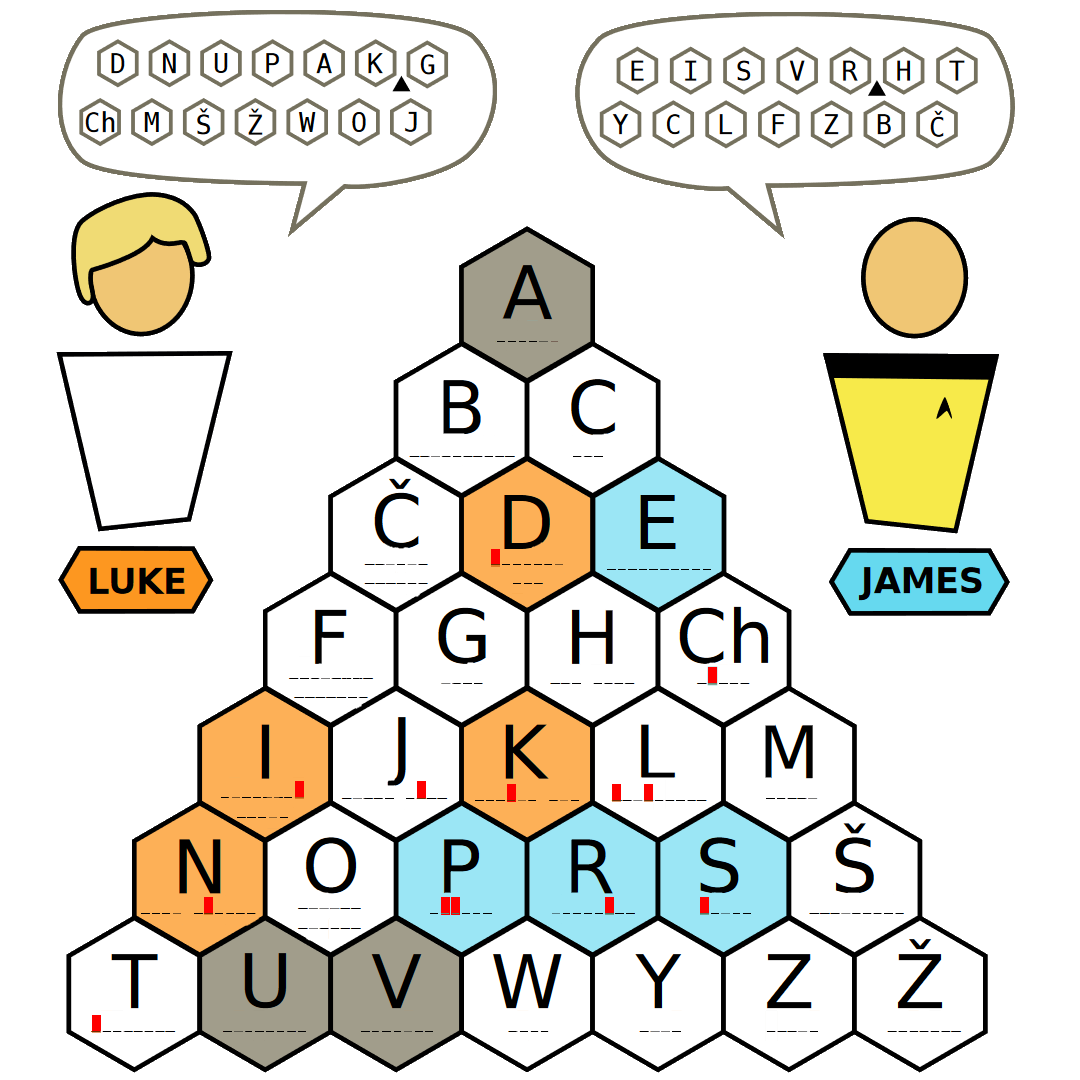 D N U P A K G
Ch M Š Ž W O J
E I S V R H T
Y C L F Z B Č
A
B C
Č D E
LUKE
JAMES
F G H Ch
I J K L M
N O P R S Š
T U V W Y Z Ž